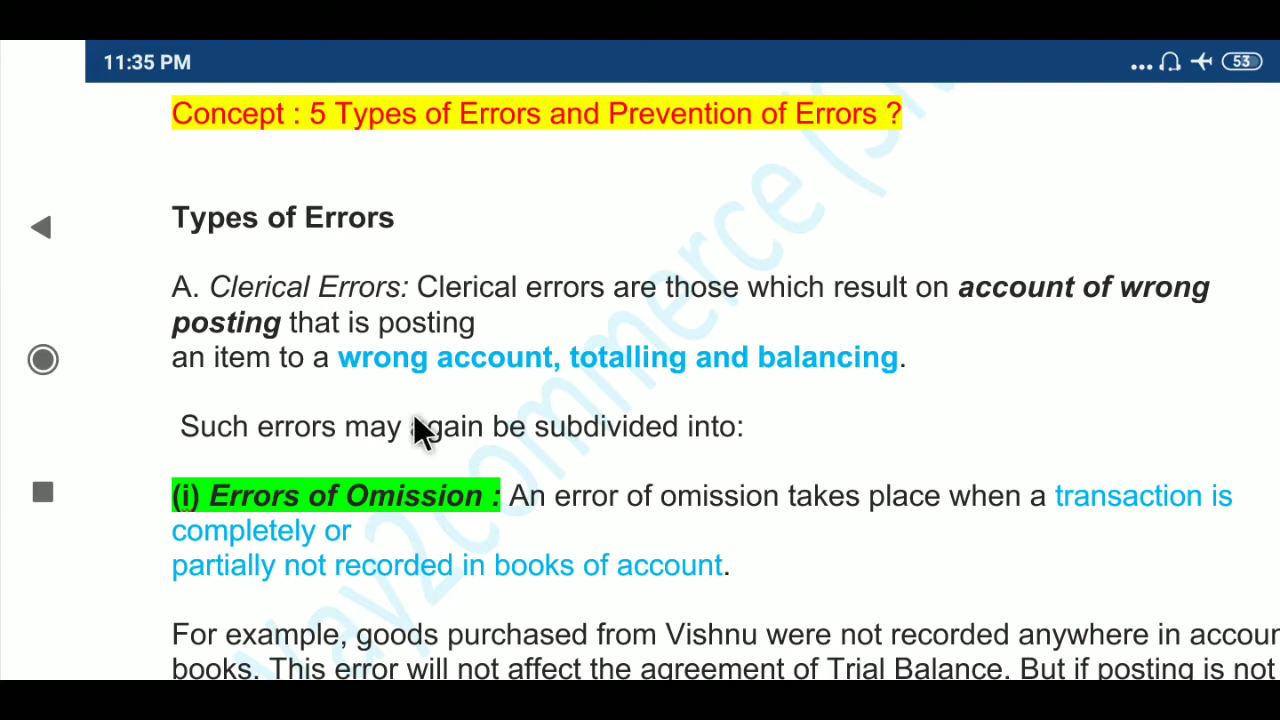 11:35 PM
53
Concept : 5 Types of Errors and Prevention of Errors ?
Types of Errors
A. Clerical Errors: Clerical errors are those which result on account of wrong
posting that is posting
an item to a wrong account, totalling and balancing.
Such errors may again be subdivided into:
(i) Errors of Omission : An error of omission takes place when a transaction is
completely or
partially not recorded in books of account.
For example, goods purchased from Vishnu were not recorded anywhere in
books. This error will not affect the agreement of Trial Balance. But if posting is not